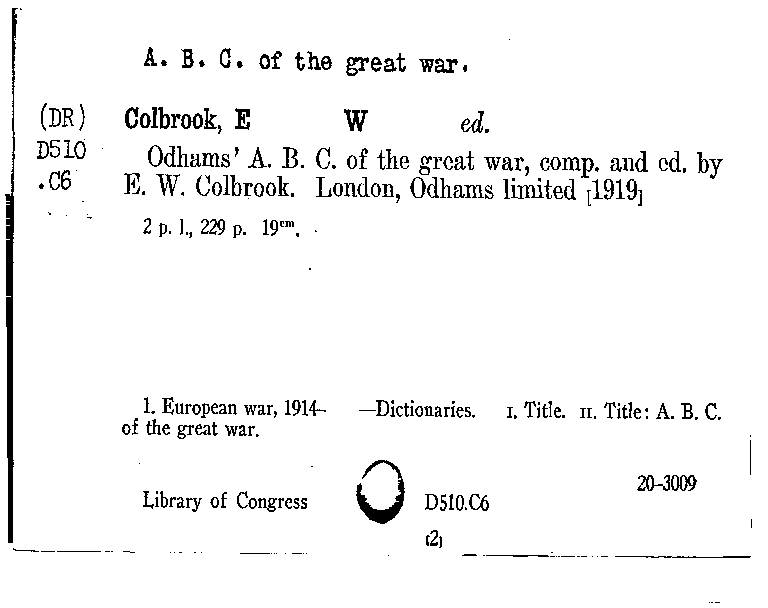 A. B. C. of the great war.
(DR) Colbrook, E W ed.
D510 Odhams' A. B. C. of the great war, comp. and ed. by
.C6 E. W. Colbrook. London, Odhams limited [1919]
2 p. l., 229 p. 19cm.
1. European war, 1914- —Dictionaries. I. Title. II. Title: A. B. C.
of the great war.
20-3009
Library of Congress D510.C6
[2]